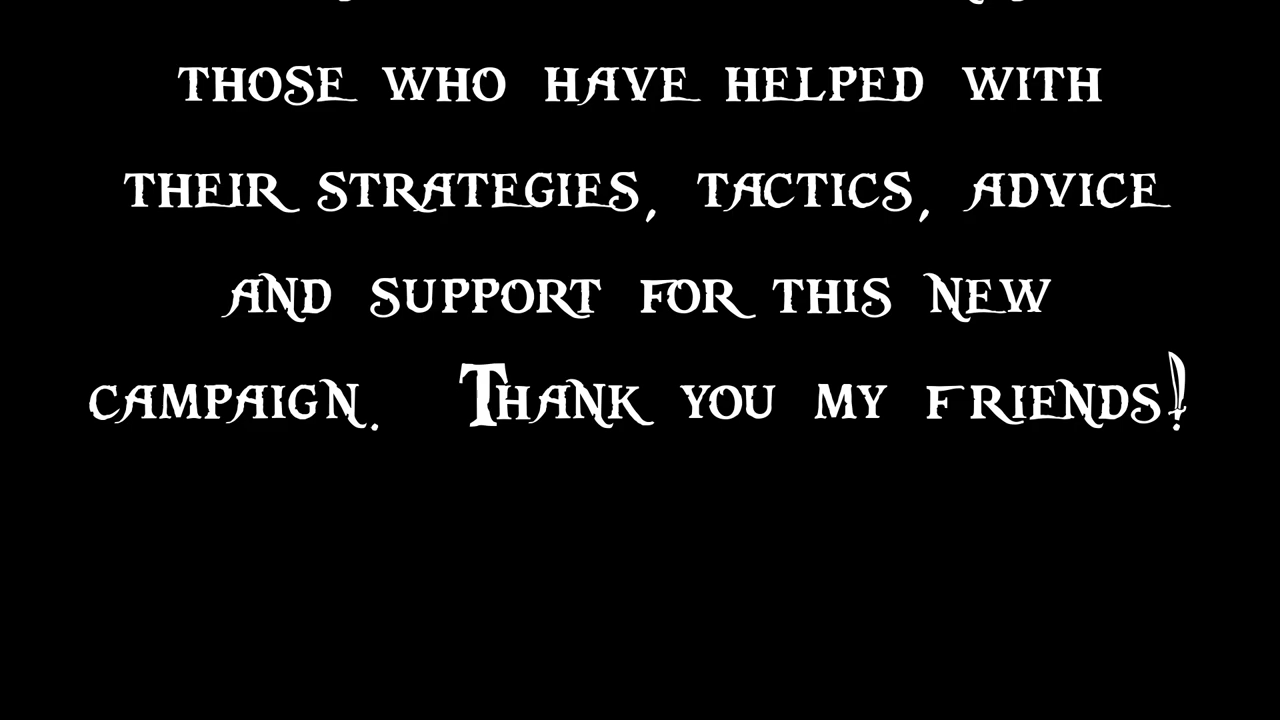 those who have helped with
their strategies, tactics, advice
and support for this new
campaign. Thank you my friends!